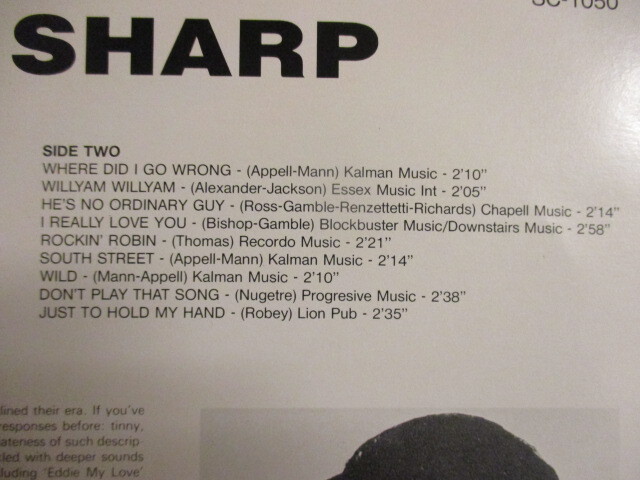 SC-1050
SHARP
SIDE TWO
WHERE DID I GO WRONG - (Appell-Mann) Kalman Music - 2'10"
WILLYAM WILLYAM - (Alexander-Jackson) Essex Music Int - 2'05"
HE'S NO ORDINARY GUY - (Ross-Gamble-Renzettetti-Richards) Chapell Music - 2'14"
I REALLY LOVE YOU - (Bishop-Gamble) Blockbuster Music/Downstairs Music - 2'58"
ROCKIN' ROBIN - (Thomas) Recordo Music - 2'21"
SOUTH STREET - (Appell-Mann) Kalman Music - 2'14"
WILD - (Mann-Appell) Kalman Music - 2'10"
DON'T PLAY THAT SONG - (Nugetre) Progresive Music - 2'38"
JUST TO HOLD MY HAND - (Robey) Lion Pub - 2'35"
lined their era. If you've
responses before: tinny,
ateness of such descrip
led with deeper sounds
luding 'Eddie My Love'